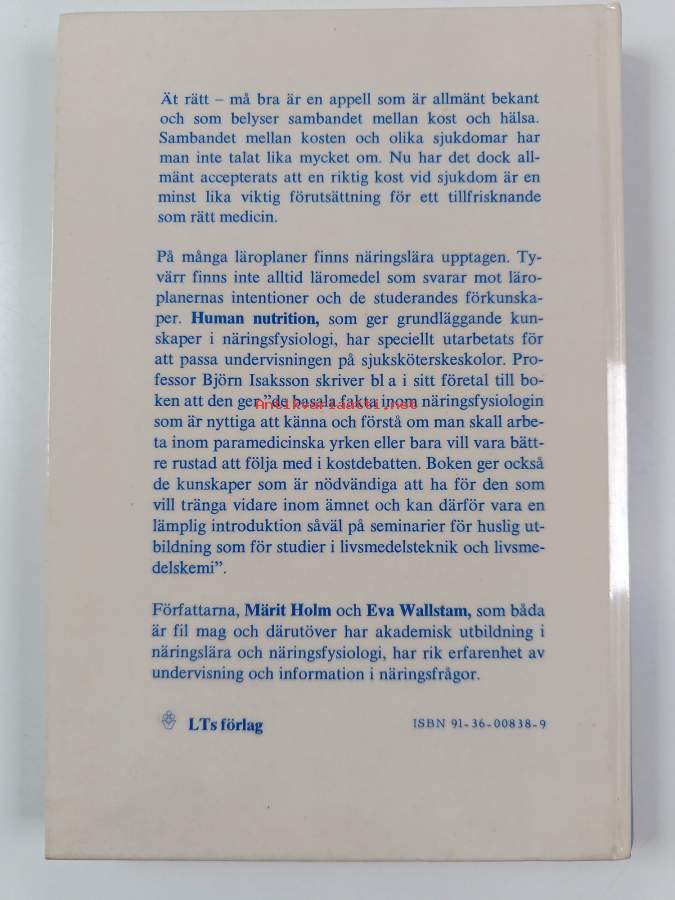 Ät rätt – må bra är en appell som är allmänt bekant
och som belyser sambandet mellan kost och hälsa.
Sambandet mellan kosten och olika sjukdomar har
man inte talat lika mycket om. Nu har det dock all-
mänt accepterats att en riktig kost vid sjukdom är en
minst lika viktig förutsättning för ett tillfrisknande
som rätt medicin.
På många läroplaner finns näringslära upptagen. Ty-
värr finns inte alltid läromedel som svarar mot läro-
planernas intentioner och de studerandes förkunska-
per. Human nutrition, som ger grundläggande kun-
skaper i näringsfysiologi, har speciellt utarbetats för
att passa undervisningen på sjuksköterskeskolor. Pro-
fessor Björn Isaksson skriver bl a i sitt företal till bo-
ken att den ger ”de basala fakta inom näringsfysiologin
Antikvariaatti.net
som är nyttiga att känna och förstå om man skall arbe-
ta inom paramedicinska yrken eller bara vill vara bätt-
re rustad att följa med i kostdebatten. Boken ger också
de kunskaper som är nödvändiga att ha för den som
vill tränga vidare inom ämnet och kan därför vara en
lämplig introduktion såväl på seminarier för huslig ut-
bildning som för studier i livsmedelsteknik och livsme-
delskemi”.
Författarna, Märit Holm och Eva Wallstam, som båda
är fil mag och därutöver har akademisk utbildning i
näringslära och näringsfysiologi, har rik erfarenhet av
undervisning och information i näringsfrågor.
LTs förlag
ISBN 91-36-00838-9